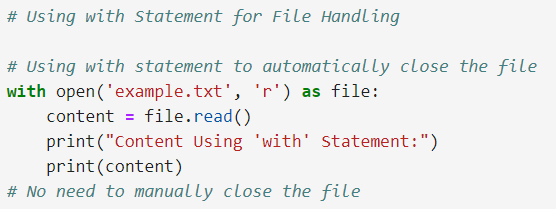 # Using with Statement for File Handling
# Using with statement to automatically close the file
with open('example.txt', 'r') as file:
    content = file.read()
    print("Content Using 'with' Statement:")
    print(content)
# No need to manually close the file